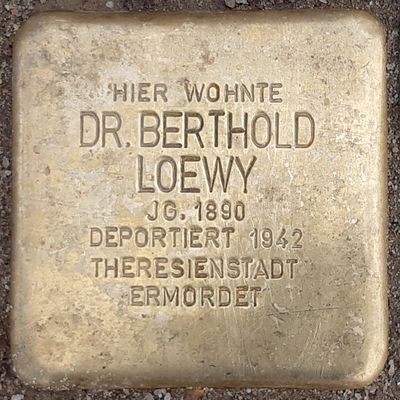 HIER WOHNTE
DR. BERTHOLD
LOEWY
JG. 1890
DEPORTIERT 1942
THERESIENSTADT
ERMORDET